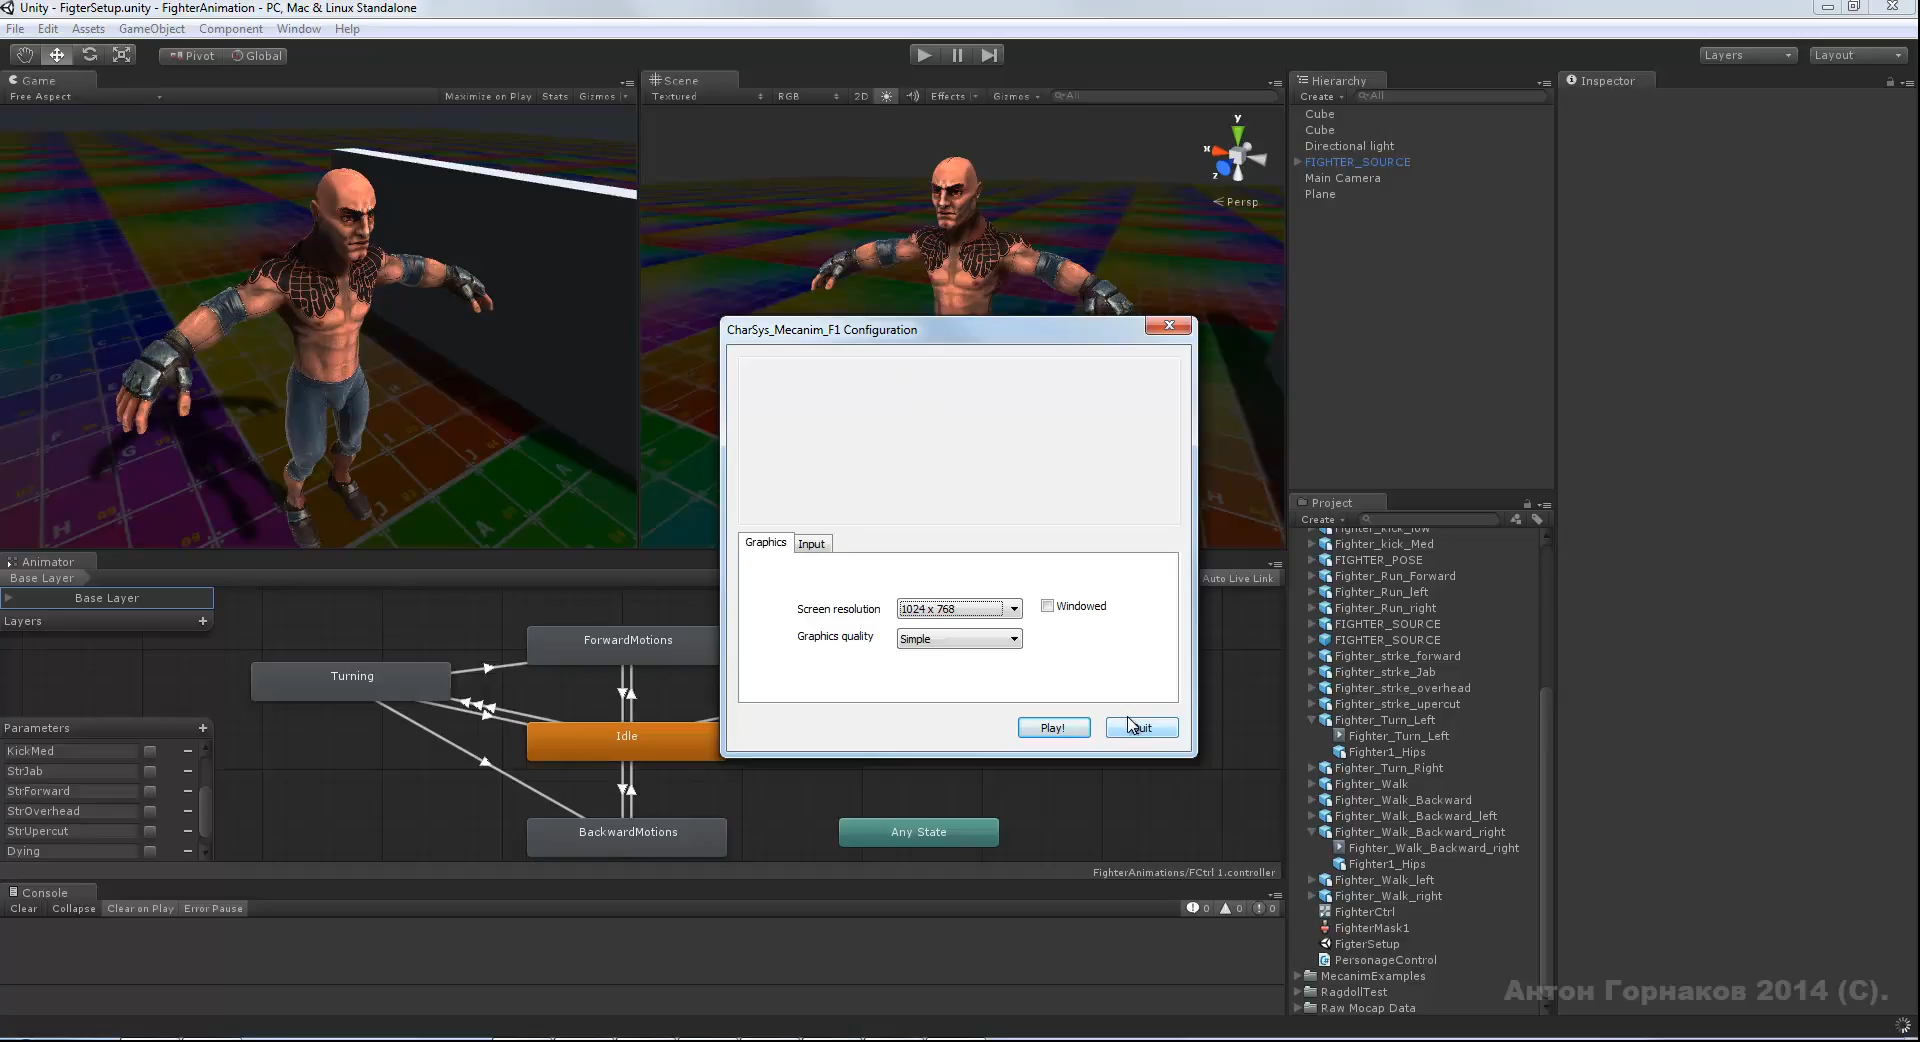 Unity - FigterSetup.unity - FighterAnimation - PC, Mac & Linux Standalone
File Edit Assets GameObject Component Window Help
Pivot Global
Layers Layout
Game
Free Aspect Maximize on Play Stats Gizmos
Scene
Textured RGB 2D Effects Gizmos All
y
x
z
Persp
Hierarchy
Create All
Cube
Cube
Directional light
FIGHTER_SOURCE
Main Camera
Plane
Inspector
CharSys_Mecanim_F1 Configuration
Graphics Input
Screen resolution 1024 x 768 Windowed
Graphics quality Simple
Play!
Animator
Base Layer Auto Live Link
Base Layer
Layers
Parameters
KickMed
StrJab
StrForward
StrOverhead
StrUpercut
Dying
Turning
ForwardMotions
Idle
BackwardMotions
Any State
FighterAnimations/FCtrl 1.controller
Console
Clear Collapse Clear on Play Error Pause 0 0 0
Project
Create
Fighter_kick_low
Fighter_kick_Med
FIGHTER_POSE
Fighter_Run_Forward
Fighter_Run_left
Fighter_Run_right
FIGHTER_SOURCE
FIGHTER_SOURCE
Fighter_strke_forward
Fighter_strke_Jab
Fighter_strke_overhead
Fighter_strke_upercut
Fighter_Turn_Left
Fighter_Turn_Left
Fighter1_Hips
Fighter_Turn_Right
Fighter_Walk
Fighter_Walk_Backward
Fighter_Walk_Backward_left
Fighter_Walk_Backward_right
Fighter_Walk_Backward_right
Fighter1_Hips
Fighter_Walk_left
Fighter_Walk_right
FighterCtrl
FighterMask1
FigterSetup
PersonageControl
MecanimExamples
RagdollTest
Raw Mocap Data
Антон Горнаков 2014 (C).